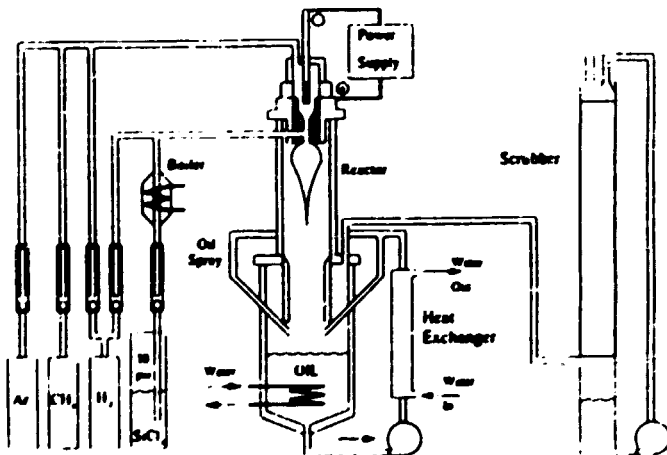 Power
Supply
Boiler
Reactor
Scrubber
Oil
Spray
Water
Out
Heat
Exchanger
Water
OIL
Water
In
Ar
CH4
H2
SiCl4